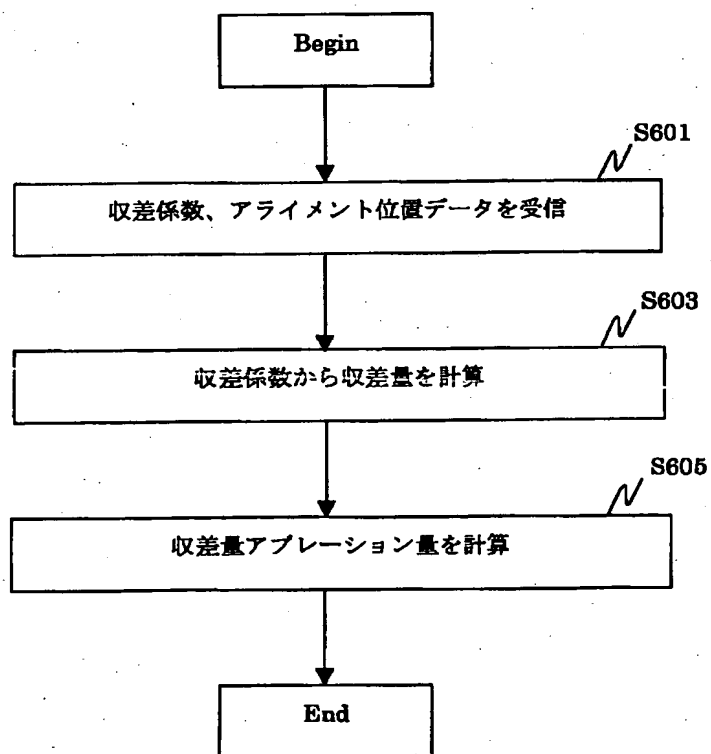 Begin
S601
収差係数、アライメント位置データを受信
S603
収差係数から収差量を計算
S605
収差量アブレーション量を計算
End